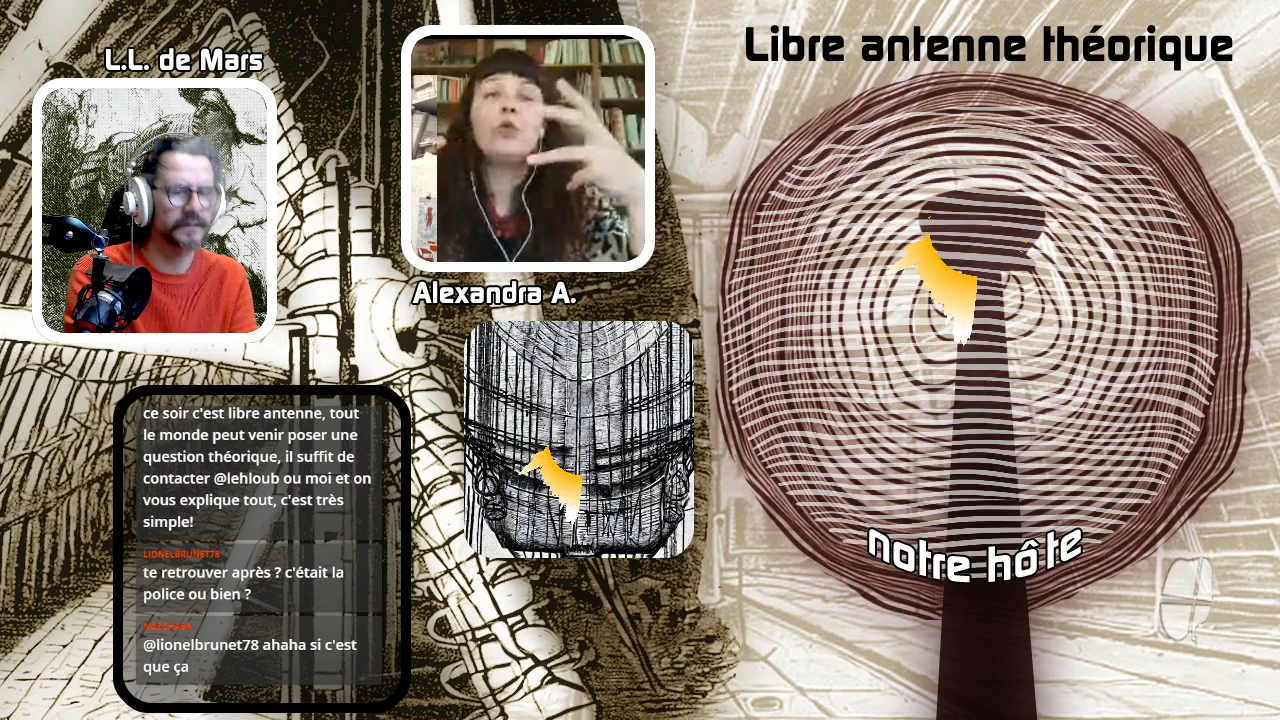 Libre antenne théorique
L.L. de Mars
Alexandra A.
ce soir c'est libre antenne, tout
le monde peut venir poser une
question théorique, il suffit de
contacter @lehloub ou moi et on
vous explique tout, c'est très
simple!
LIONELBRUNET78
te retrouver après ? c'était la
police ou bien ?
@lionelbrunet78 ahaha si c'est
que ça
notre hôte